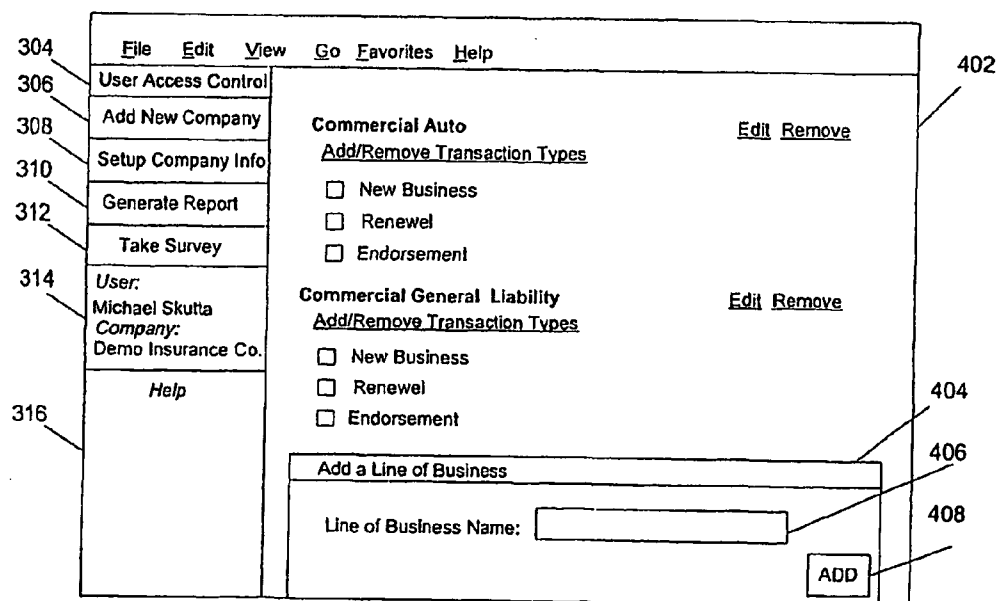 File Edit View Go Favorites Help
304
User Access Control
402
306
Add New Company
Commercial Auto
Edit Remove
Add/Remove Transaction Types
308
Setup Company Info
New Business
310
Generate Report
Renewel
312
Take Survey
Endorsement
314
User:
Michael Skutta
Company:
Demo Insurance Co.
Commercial General Liability
Edit Remove
Add/Remove Transaction Types
New Business
Help
Renewel
316
Endorsement
404
Add a Line of Business
406
Line of Business Name:
408
ADD